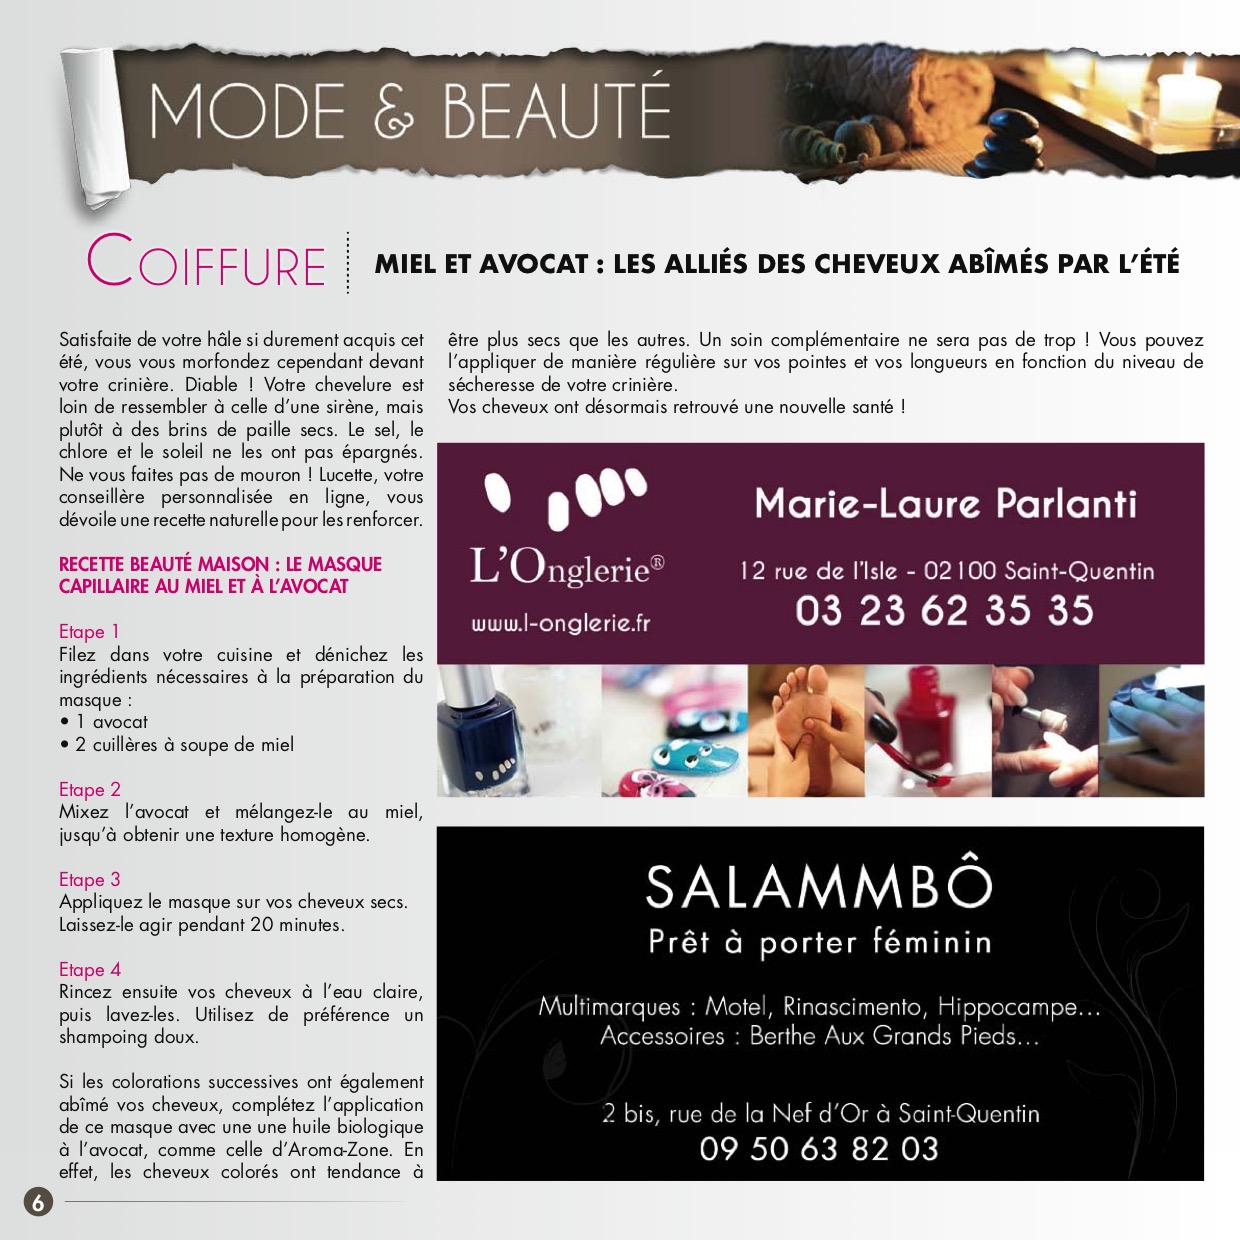 MODE & BEAUTÉ
COIFFURE
MIEL ET AVOCAT : LES ALLIÉS DES CHEVEUX ABÎMÉS PAR L'ÉTÉ
Satisfaite de votre hâle si durement acquis cet
été, vous vous morfondez cependant devant
votre crinière. Diable ! Votre chevelure est
loin de ressembler à celle d'une sirène, mais
plutôt à des brins de paille secs. Le sel, le
chlore et le soleil ne les ont pas épargnés.
Ne vous faites pas de mouron ! Lucette, votre
conseillère personnalisée en ligne, vous
dévoile une recette naturelle pour les renforcer.
RECETTE BEAUTÉ MAISON : LE MASQUE
CAPILLAIRE AU MIEL ET À L'AVOCAT
Etape 1
Filez dans votre cuisine et dénichez les
ingrédients nécessaires à la préparation du
masque :
• 1 avocat
• 2 cuillères à soupe de miel
Etape 2
Mixez l'avocat et mélangez-le au miel,
jusqu'à obtenir une texture homogène.
Etape 3
Appliquez le masque sur vos cheveux secs.
Laissez-le agir pendant 20 minutes.
Etape 4
Rincez ensuite vos cheveux à l'eau claire,
puis lavez-les. Utilisez de préférence un
shampoing doux.
Si les colorations successives ont également
abîmé vos cheveux, complétez l'application
de ce masque avec une une huile biologique
à l'avocat, comme celle d'Aroma-Zone. En
effet, les cheveux colorés ont tendance à
être plus secs que les autres. Un soin complémentaire ne sera pas de trop ! Vous pouvez
l'appliquer de manière régulière sur vos pointes et vos longueurs en fonction du niveau de
sécheresse de votre crinière.
Vos cheveux ont désormais retrouvé une nouvelle santé !
L'Onglerie®
www.l-onglerie.fr
Marie-Laure Parlanti
12 rue de l'Isle - 02100 Saint-Quentin
03 23 62 35 35
SALAMMBÔ
Prêt à porter féminin
Multimarques : Motel, Rinascimento, Hippocampe...
Accessoires : Berthe Aux Grands Pieds...
2 bis, rue de la Nef d'Or à Saint-Quentin
09 50 63 82 03
6